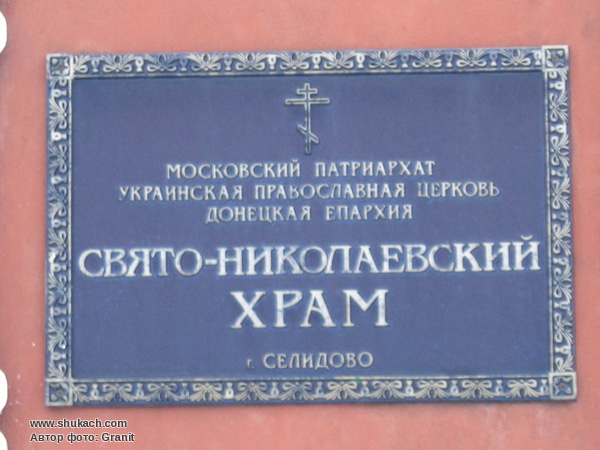 МОСКОВСКИЙ ПАТРИАРХАТ
УКРАИНСКАЯ ПРАВОСЛАВНАЯ ЦЕРКОВЬ
ДОНЕЦКАЯ ЕПАРХИЯ
СВЯТО-НИКОЛАЕВСКИЙ
ХРАМ
г. СЕЛИДОВО
www.shukach.com
Автор фото: Granit